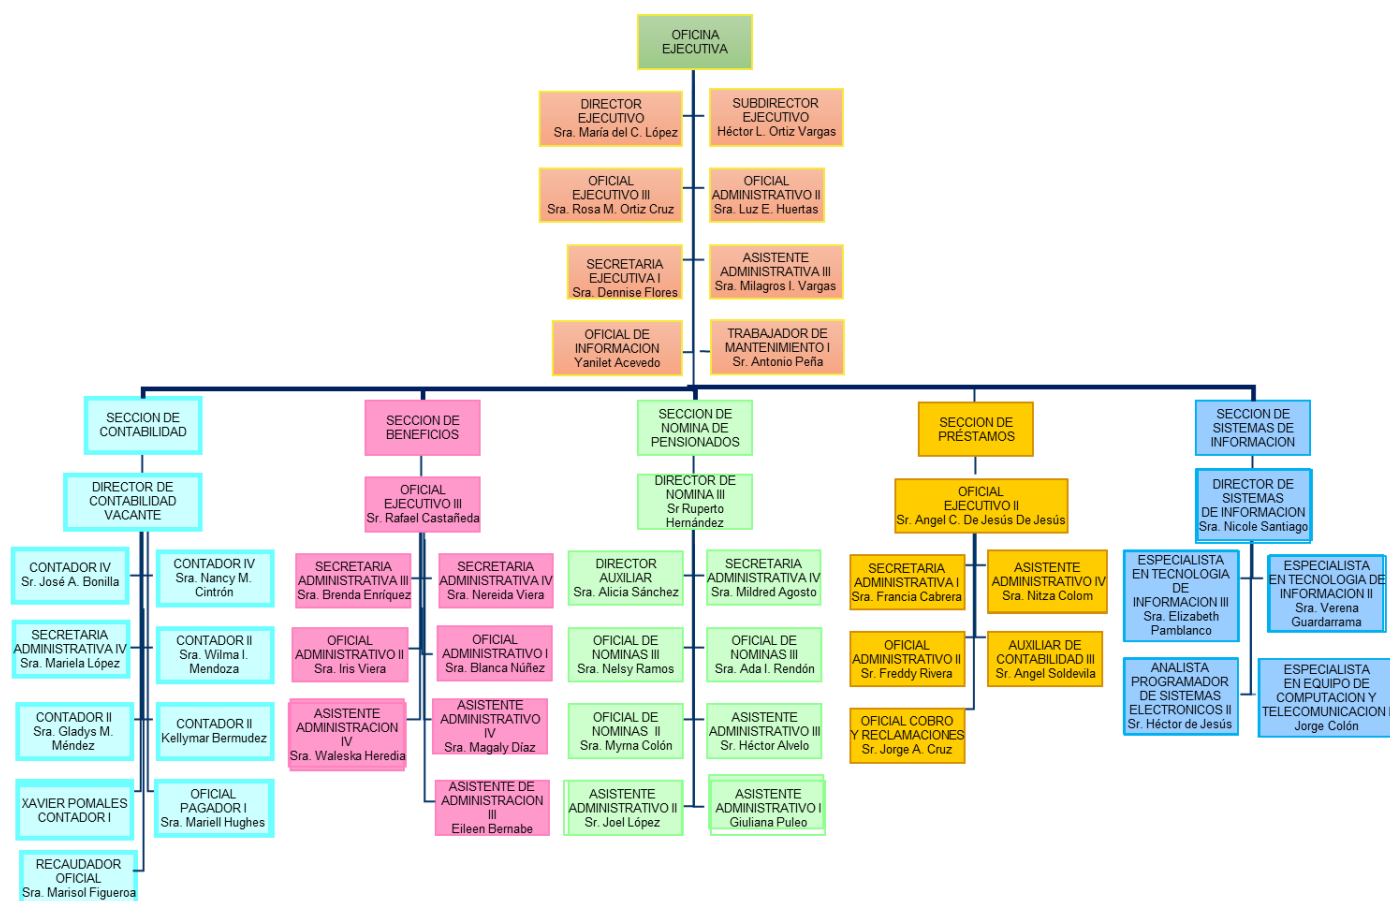 OFICINA
EJECUTIVA
DIRECTOR
EJECUTIVO
Sra. María del C. López
SUBDIRECTOR
EJECUTIVO
Héctor L. Ortiz Vargas
OFICIAL
EJECUTIVO III
Sra. Rosa M. Ortiz Cruz
OFICIAL
ADMINISTRATIVO II
Sra. Luz E. Huertas
SECRETARIA
EJECUTIVA I
Sra. Dennise Flores
ASISTENTE
ADMINISTRATIVA III
Sra. Milagros I. Vargas
OFICIAL DE
INFORMACION
Yanilet Acevedo
TRABAJADOR DE
MANTENIMIENTO I
Sr. Antonio Peña
SECCION DE
CONTABILIDAD
DIRECTOR DE
CONTABILIDAD
VACANTE
CONTADOR IV
Sr. José A. Bonilla
CONTADOR IV
Sra. Nancy M.
Cintrón
SECRETARIA
ADMINISTRATIVA IV
Sra. Mariela López
CONTADOR II
Sra. Wilma I.
Mendoza
CONTADOR II
Sra. Gladys M.
Méndez
CONTADOR II
Kellymar Bermudez
XAVIER POMALES
CONTADOR I
OFICIAL
PAGADOR I
Sra. Mariell Hughes
RECAUDADOR
OFICIAL
Sra. Marisol Figueroa
SECCION DE
BENEFICIOS
OFICIAL
EJECUTIVO III
Sr. Rafael Castañeda
SECRETARIA
ADMINISTRATIVA III
Sra. Brenda Enríquez
SECRETARIA
ADMINISTRATIVA IV
Sra. Nereida Viera
OFICIAL
ADMINISTRATIVO II
Sra. Iris Viera
OFICIAL
ADMINISTRATIVO I
Sra. Blanca Núñez
ASISTENTE
ADMINISTRACION
IV
Sra. Waleska Heredia
ASISTENTE
ADMINISTRATIVO
IV
Sra. Magaly Díaz
ASISTENTE DE
ADMINISTRACION
III
Eileen Bernabe
SECCION DE
NOMINA DE
PENSIONADOS
DIRECTOR DE
NOMINA III
Sr Ruperto
Hernández
DIRECTOR
AUXILIAR
Sra. Alicia Sánchez
SECRETARIA
ADMINISTRATIVA IV
Sra. Mildred Agosto
OFICIAL DE
NOMINAS III
Sra. Nelsy Ramos
OFICIAL DE
NOMINAS III
Sra. Ada I. Rendón
OFICIAL DE
NOMINAS II
Sra. Myrna Colón
ASISTENTE
ADMINISTRATIVO III
Sr. Héctor Alvelo
ASISTENTE
ADMINISTRATIVO II
Sr. Joel López
ASISTENTE
ADMINISTRATIVO I
Giuliana Puleo
SECCION DE
PRÉSTAMOS
OFICIAL
EJECUTIVO II
Sr. Angel C. De Jesús De Jesús
SECRETARIA
ADMINISTRATIVA I
Sra. Francia Cabrera
ASISTENTE
ADMINISTRATIVO IV
Sra. Nitza Colom
OFICIAL
ADMINISTRATIVO II
Sr. Freddy Rivera
AUXILIAR DE
CONTABILIDAD III
Sr. Angel Soldevila
OFICIAL COBRO
Y RECLAMACIONES
Sr. Jorge A. Cruz
SECCION DE
SISTEMAS DE
INFORMACION
DIRECTOR DE
SISTEMAS
DE INFORMACION
Sra. Nicole Santiago
ESPECIALISTA
EN TECNOLOGIA
DE
INFORMACION III
Sra. Elizabeth
Pamblanco
ESPECIALISTA
EN TECNOLOGIA DE
INFORMACION II
Sra. Verena
Guardarrama
ANALISTA
PROGRAMADOR
DE SISTEMAS
ELECTRONICOS II
Sr. Héctor de Jesús
ESPECIALISTA
EN EQUIPO DE
COMPUTACION Y
TELECOMUNICACION
Jorge Colón